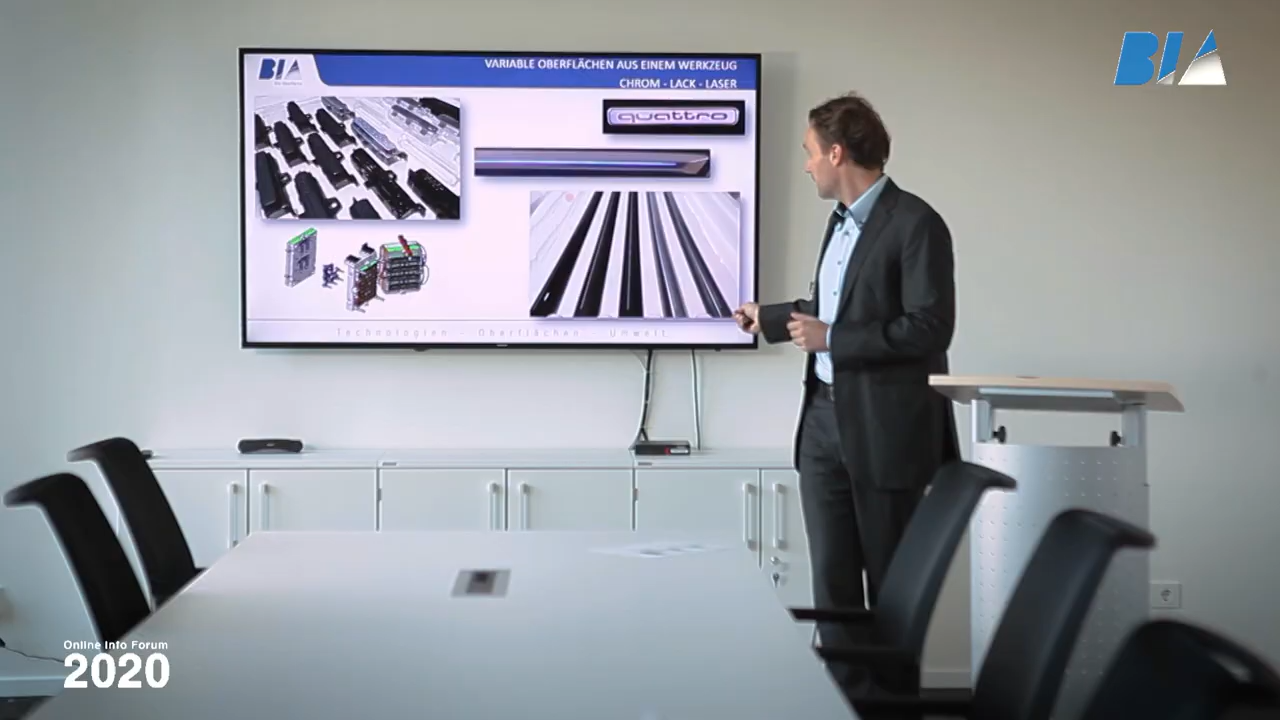 BIA
BIA
VARIABLE OBERFLÄCHEN AUS EINEM WERKZEUG
CHROM - LACK - LASER
quattro
Technologien - Oberflächen - Umwelt
Online Info Forum
2020